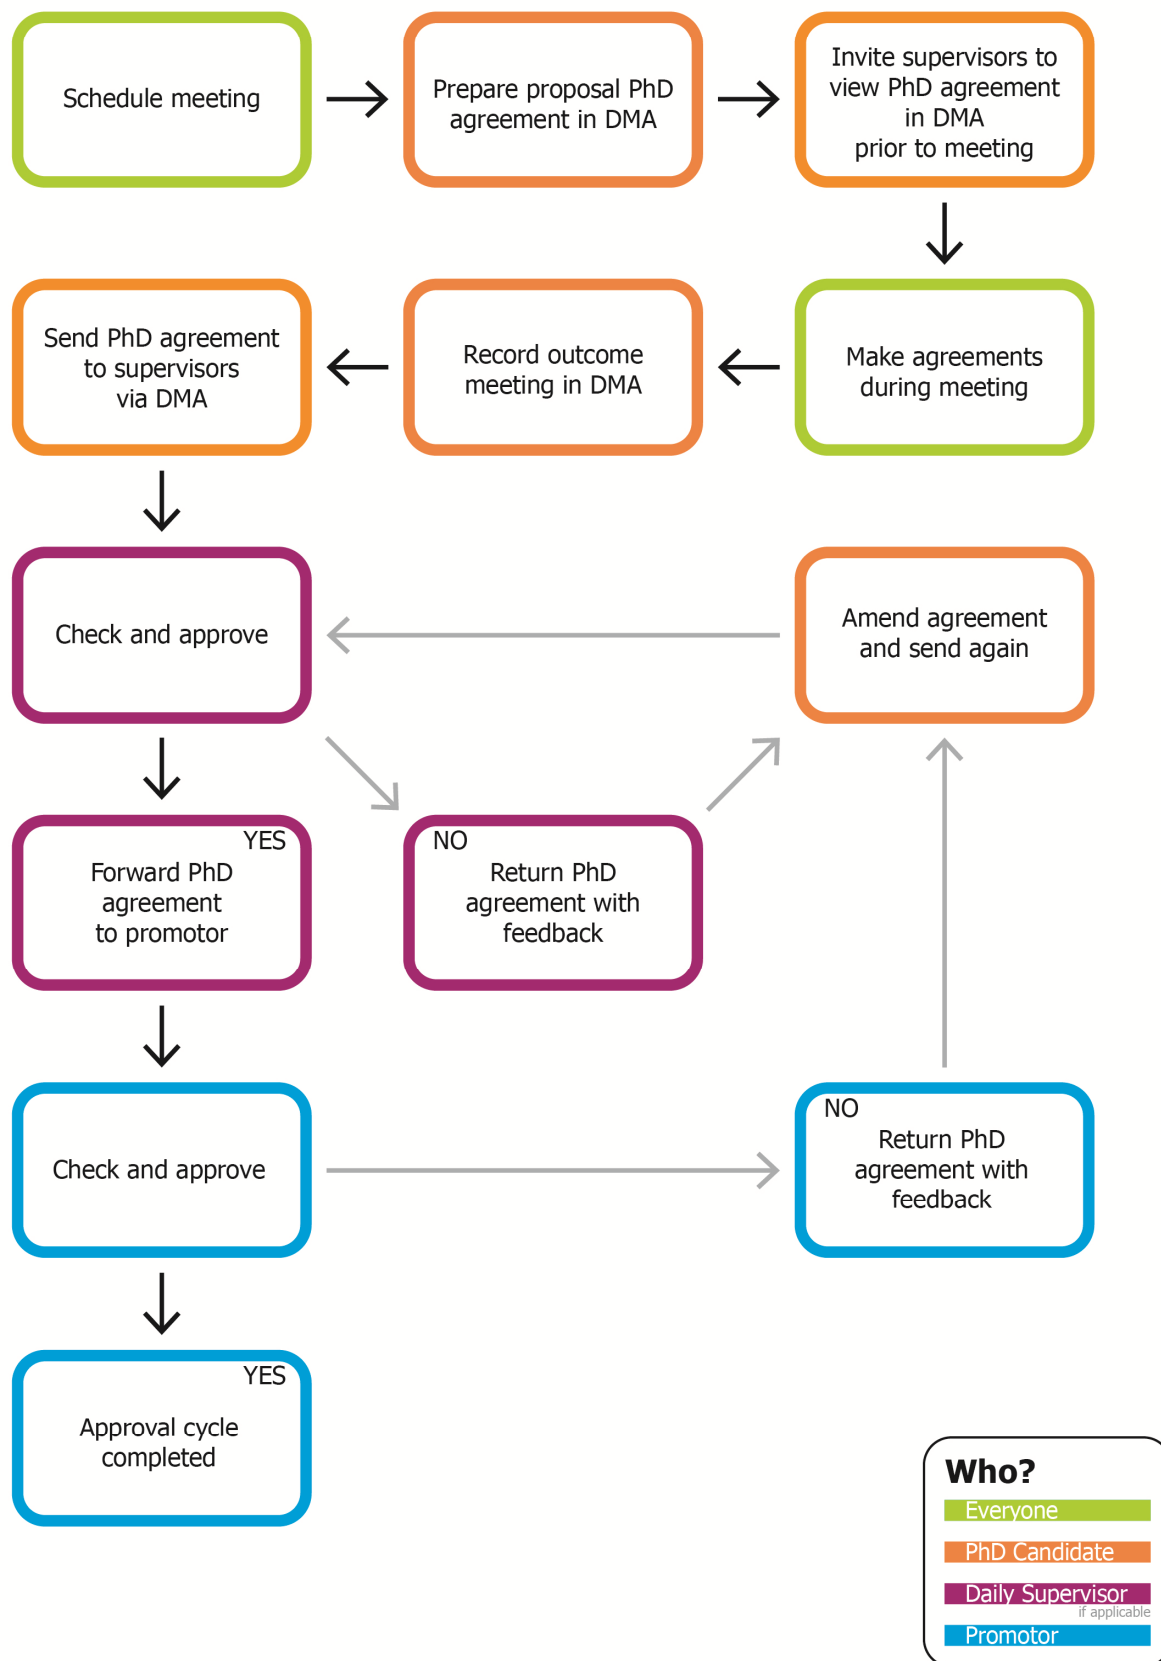 Schedule meeting
Prepare proposal PhD
agreement in DMA
Invite supervisors to
view PhD agreement
in DMA
prior to meeting
Send PhD agreement
to supervisors
via DMA
Record outcome
meeting in DMA
Make agreements
during meeting
Check and approve
Amend agreement
and send again
YES
Forward PhD
agreement
to promotor
NO
Return PhD
agreement with
feedback
Check and approve
NO
Return PhD
agreement with
feedback
YES
Approval cycle
completed
Who?
Everyone
PhD Candidate
Daily Supervisor
if applicable
Promotor